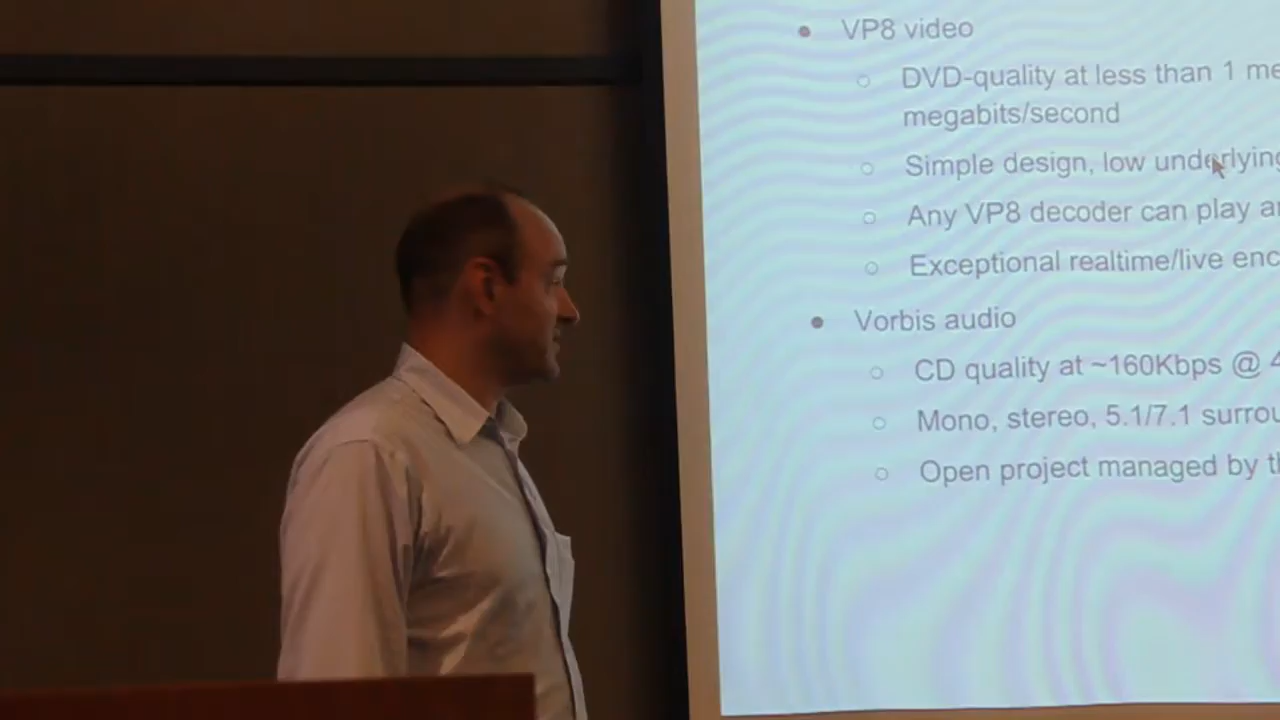 VP8 video
DVD-quality at less than 1
megabits/second
Simple design, low underlying
Any VP8 decoder can play
Exceptional realtime/live
Vorbis audio
CD quality at ~160Kbps @
Mono, stereo, 5.1/7.1
Open project managed by